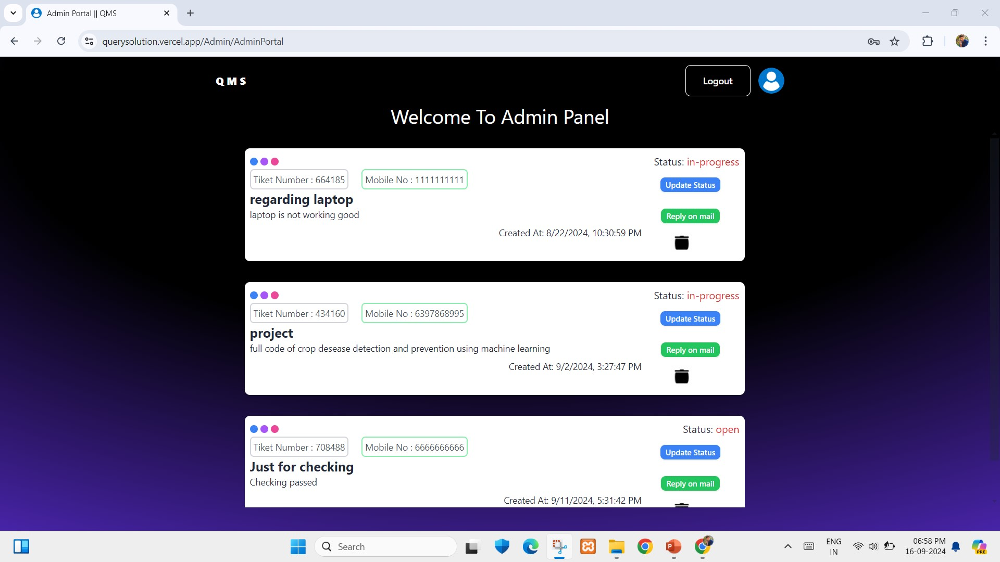 Admin Portal || QMS
querysolution.vercel.app/Admin/AdminPortal
QMS
Logout
Welcome To Admin Panel
Status: in-progress
Tiket Number : 664185 Mobile No : 1111111111
Update Status
regarding laptop
laptop is not working good
Reply on mail
Created At: 8/22/2024, 10:30:59 PM
Status: in-progress
Tiket Number : 434160 Mobile No : 6397868995
Update Status
project
full code of crop desease detection and prevention using machine learning
Reply on mail
Created At: 9/2/2024, 3:27:47 PM
Status: open
Tiket Number : 708488 Mobile No : 6666666666
Update Status
Just for checking
Checking passed
Reply on mail
Created At: 9/11/2024, 5:31:42 PM
Search
P
ENG
IN
06:58 PM
16-09-2024
PRE